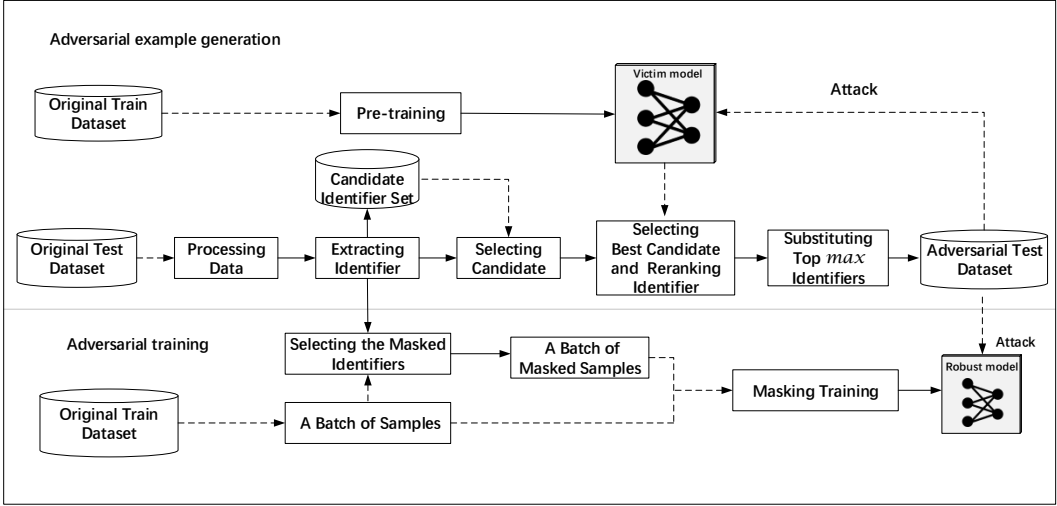 Adversarial example generation
Original Train
Dataset
Pre-training
Victim model
Attack
Candidate
Identifier Set
Original Test
Dataset
Processing
Data
Extracting
Identifier
Selecting
Candidate
Selecting
Best Candidate
and Reranking
Identifier
Substituting
Top max
Identifiers
Adversarial Test
Dataset
Adversarial training
Selecting the Masked
Identifiers
A Batch of
Masked Samples
Attack
Robust model
Masking Training
Original Train
Dataset
A Batch of Samples